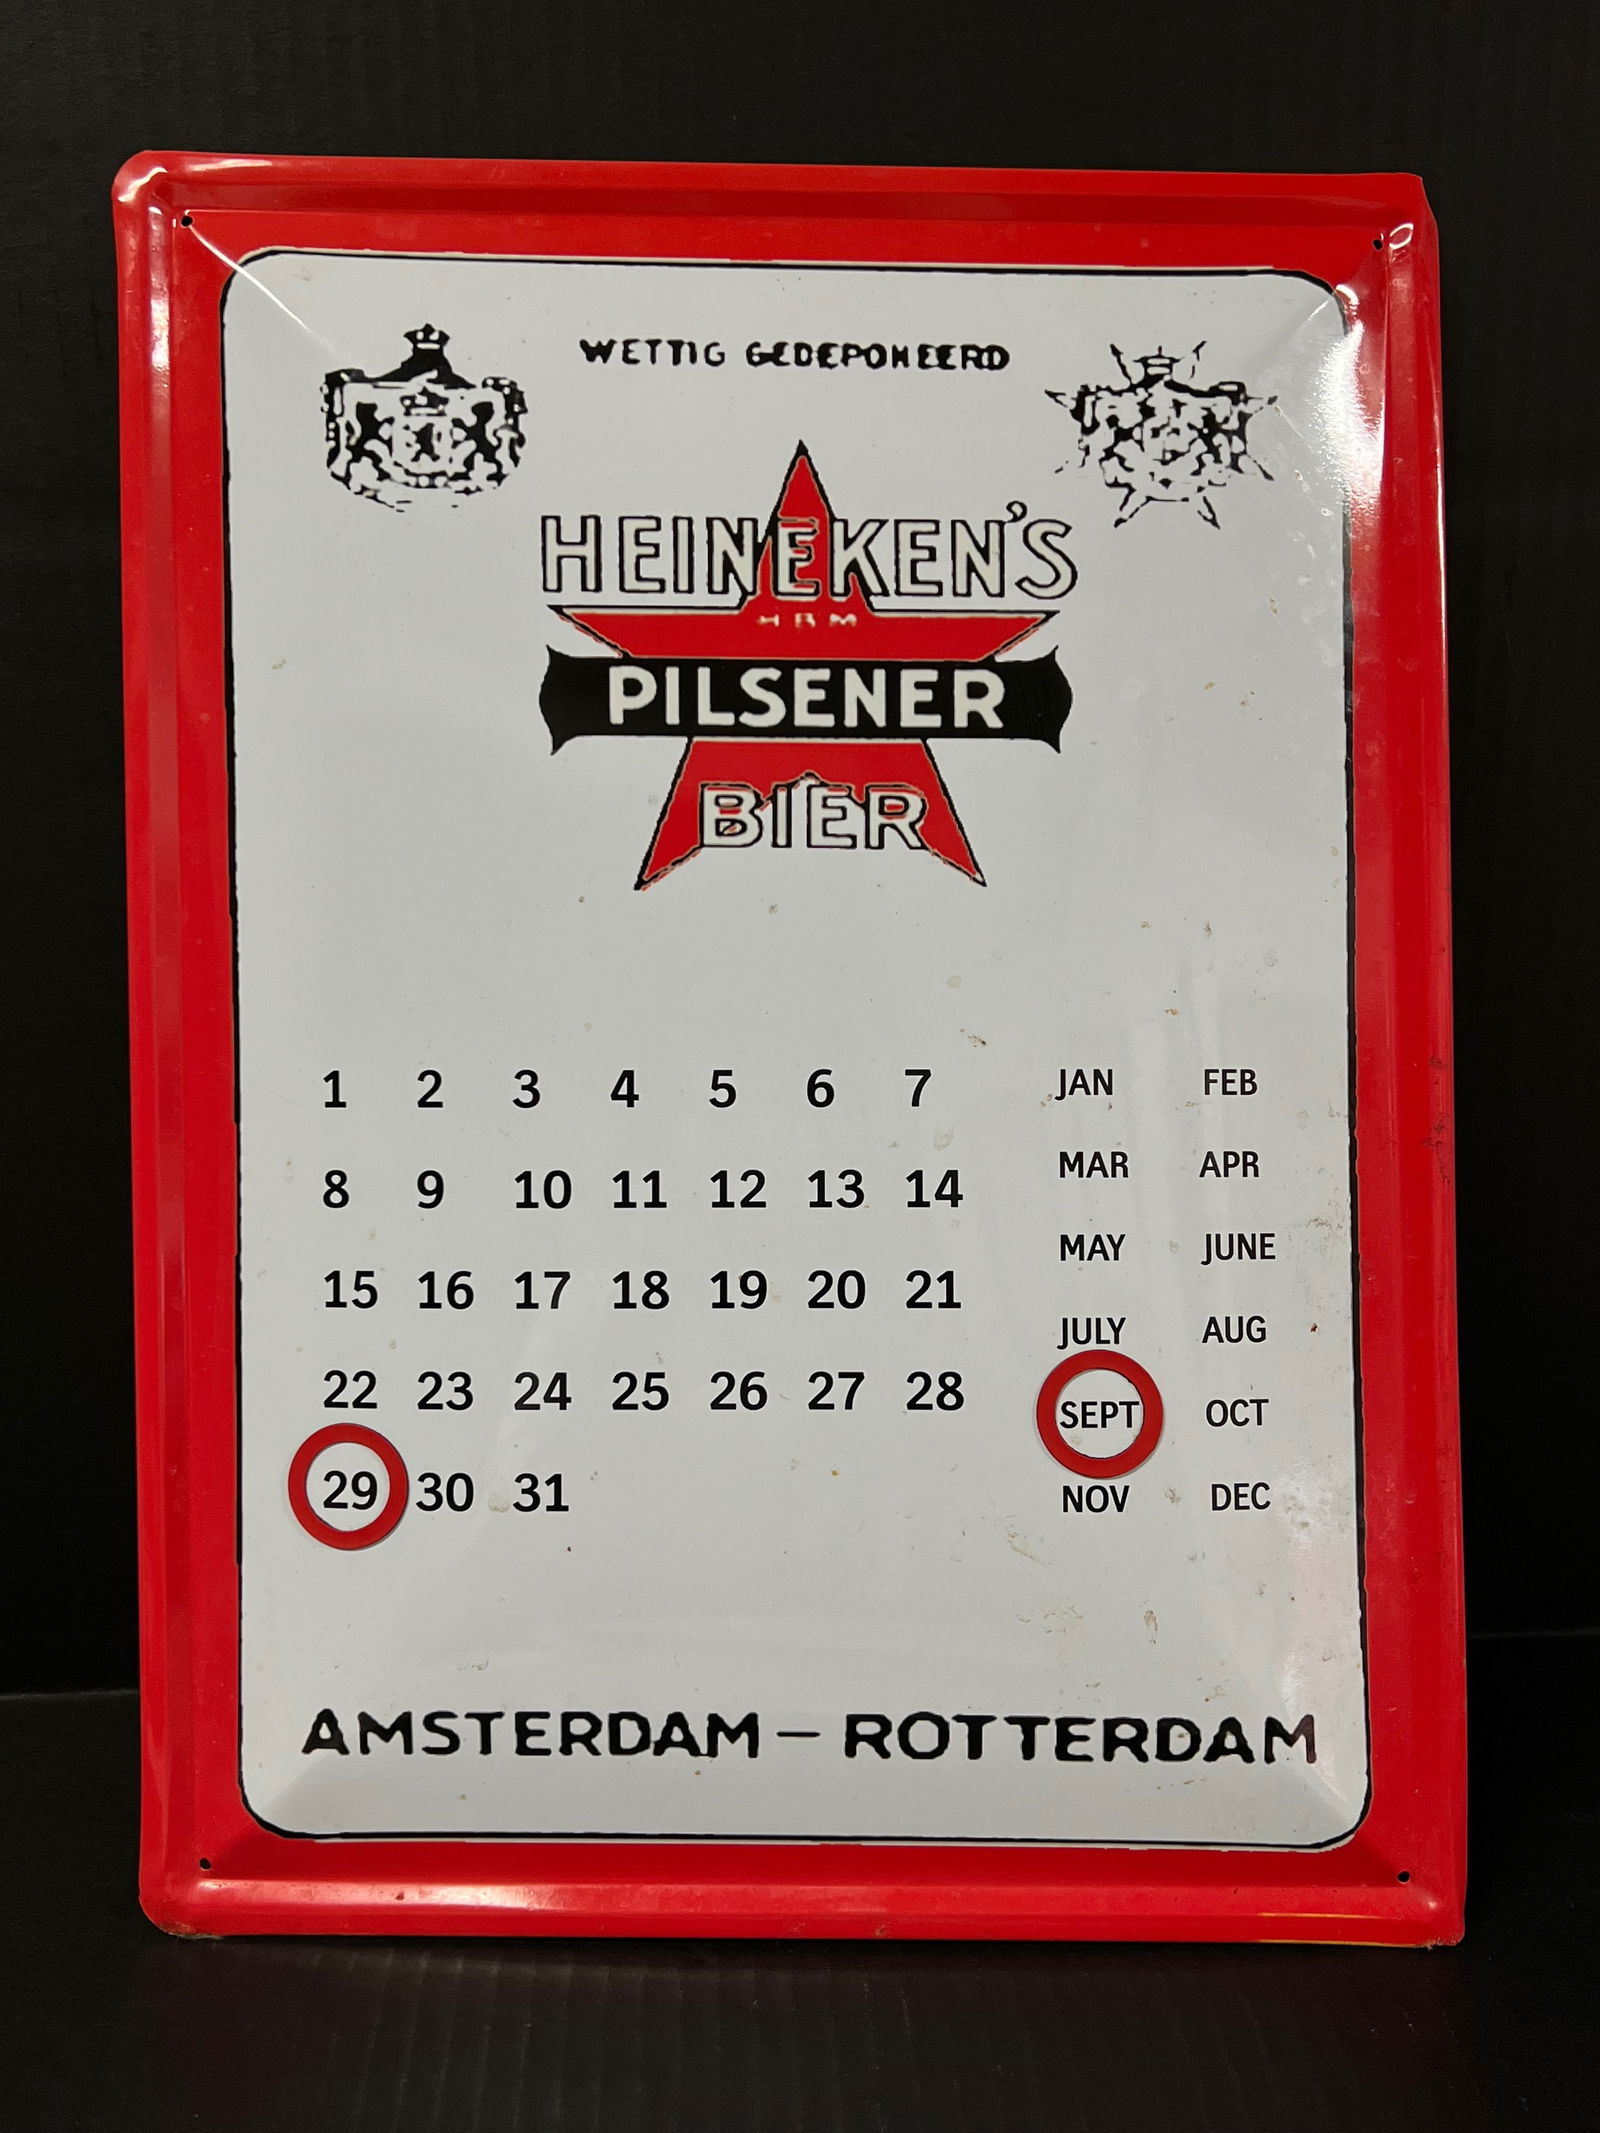 WETTIG GEDEPONEERD
HEINEKEN'S
HBM
PILSENER
BIER
1 2 3 4 5 6 7 JAN FEB
8 9 10 11 12 13 14 MAR APR
15 16 17 18 19 20 21 MAY JUNE
22 23 24 25 26 27 28 JULY AUG
29 30 31 SEPT OCT
NOV DEC
AMSTERDAM – ROTTERDAM